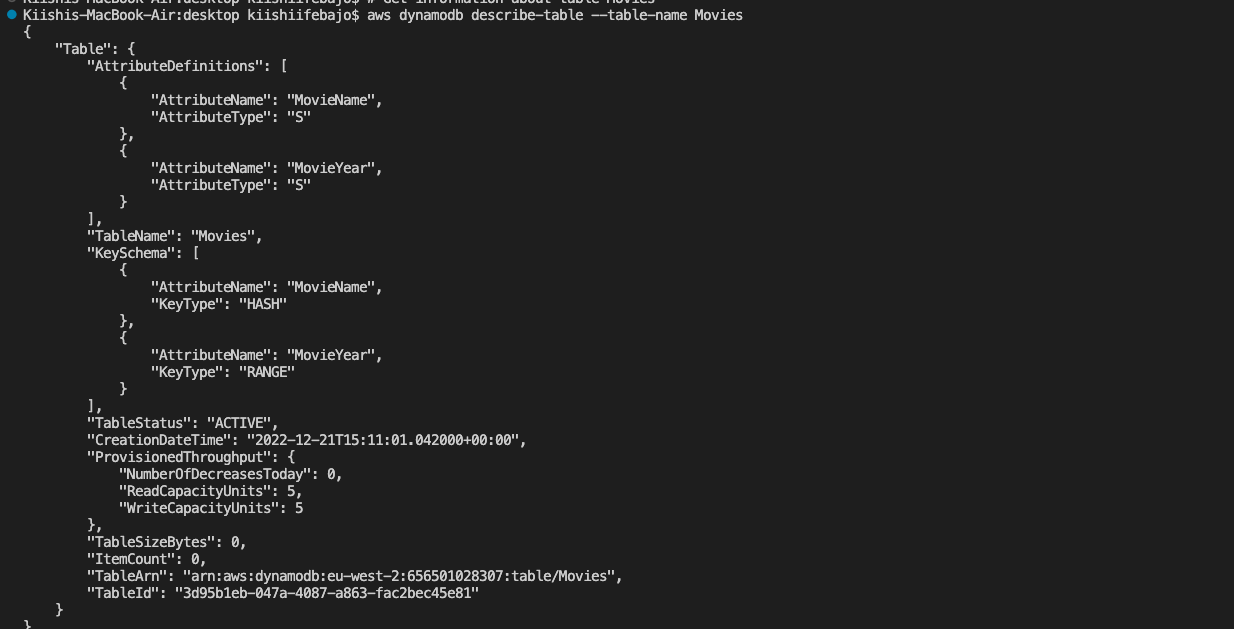 Kiishis-MacBook-Air:desktop kiishiifebajo$ # Get information about table Movies
Kiishis-MacBook-Air:desktop kiishiifebajo$ aws dynamodb describe-table --table-name Movies
{
    "Table": {
        "AttributeDefinitions": [
            {
                "AttributeName": "MovieName",
                "AttributeType": "S"
            },
            {
                "AttributeName": "MovieYear",
                "AttributeType": "S"
            }
        ],
        "TableName": "Movies",
        "KeySchema": [
            {
                "AttributeName": "MovieName",
                "KeyType": "HASH"
            },
            {
                "AttributeName": "MovieYear",
                "KeyType": "RANGE"
            }
        ],
        "TableStatus": "ACTIVE",
        "CreationDateTime": "2022-12-21T15:11:01.042000+00:00",
        "ProvisionedThroughput": {
            "NumberOfDecreasesToday": 0,
            "ReadCapacityUnits": 5,
            "WriteCapacityUnits": 5
        },
        "TableSizeBytes": 0,
        "ItemCount": 0,
        "TableArn": "arn:aws:dynamodb:eu-west-2:656501028307:table/Movies",
        "TableId": "3d95b1eb-047a-4087-a863-fac2bec45e81"
    }
}